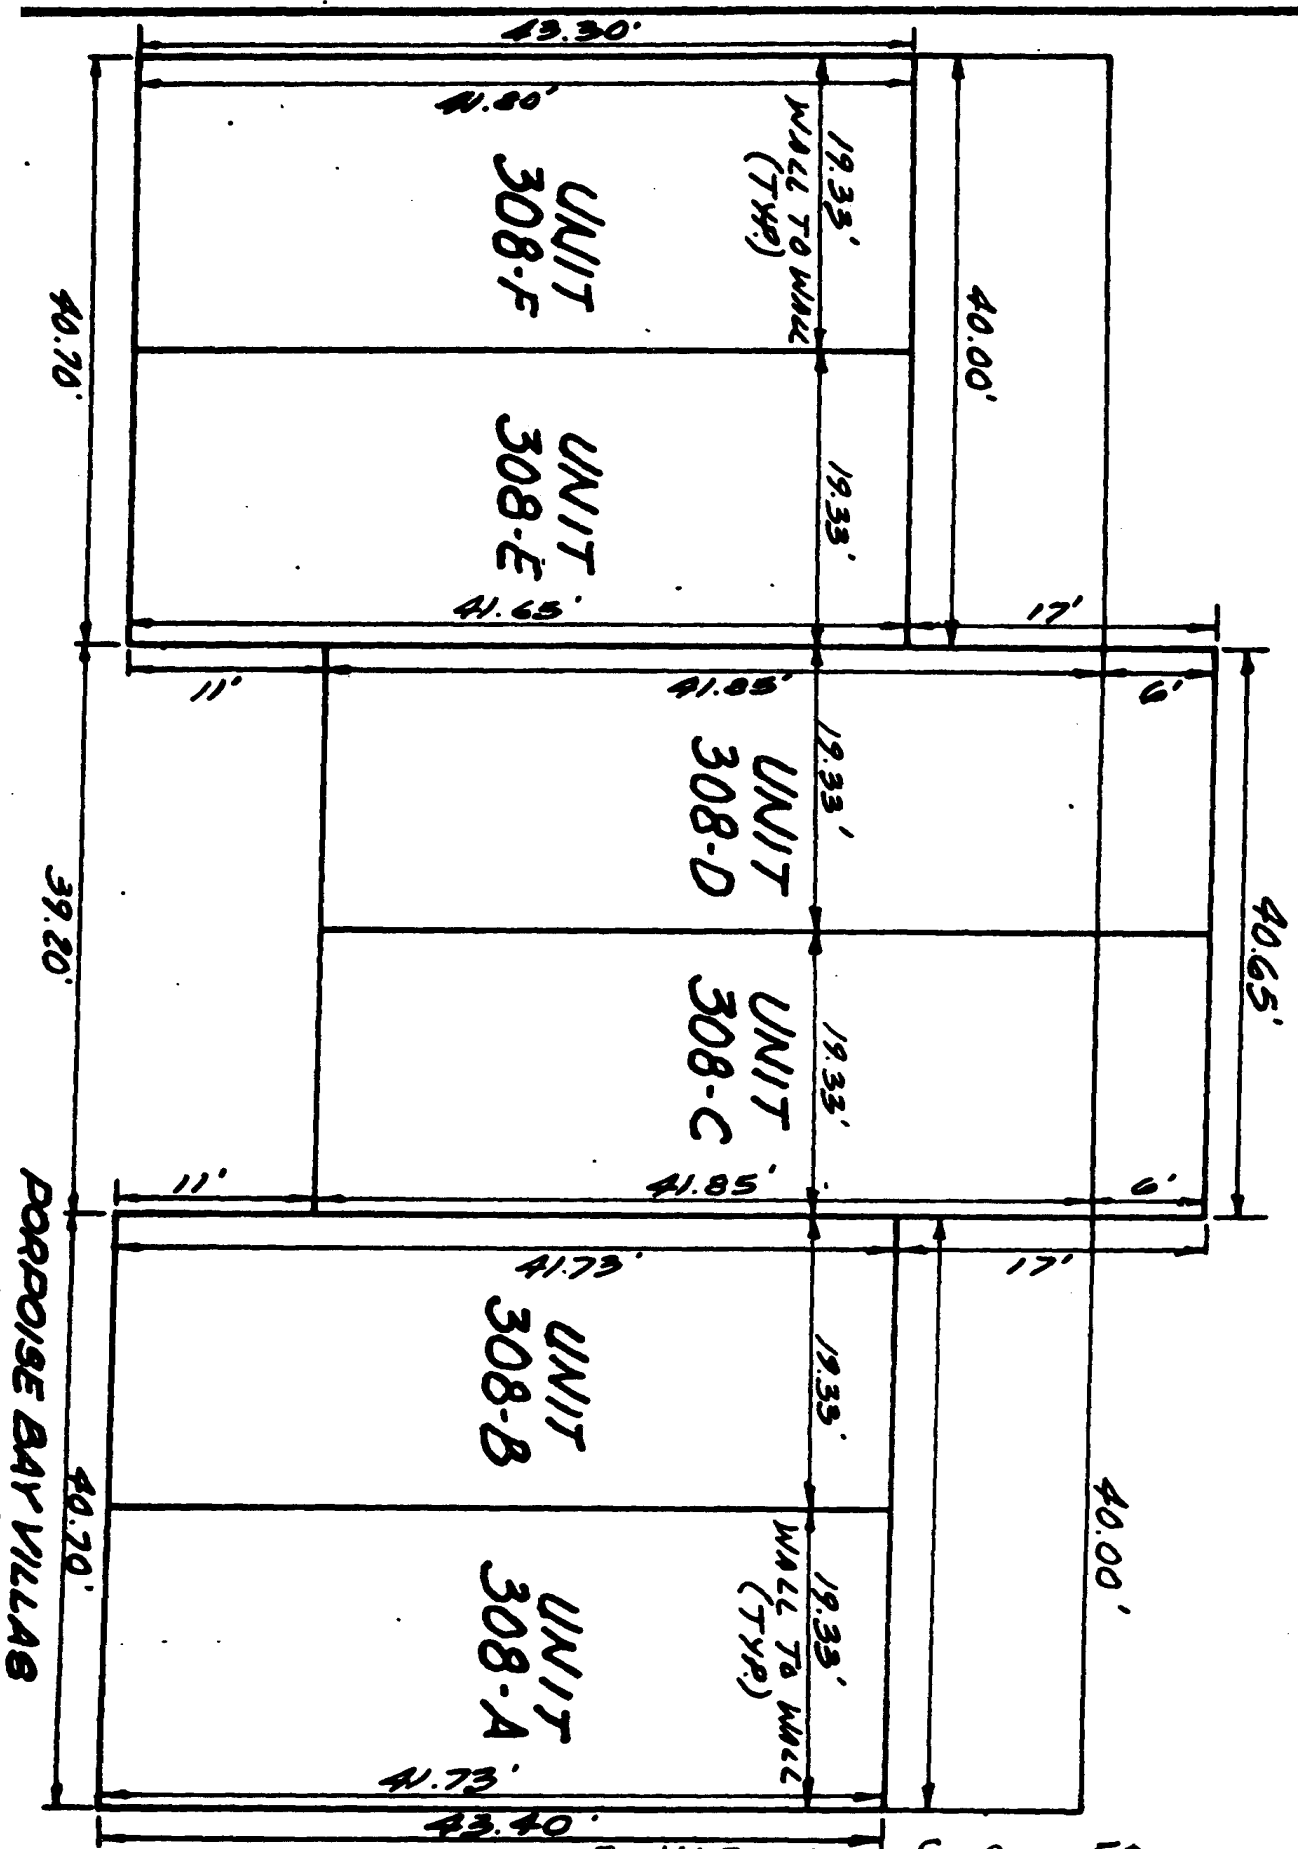 43.30'
41.80'
19.33'
WALL TO WALL
(TYP.)
UNIT
308-F
40.00'
40.70'
UNIT
308-E
19.33'
41.65'
17'
11'
41.85'
6'
UNIT
308-D
19.33'
40.65'
39.20'
UNIT
308-C
19.33'
11'
41.85'
6'
41.73'
17'
UNIT
308-B
19.33'
40.00'
40.70'
UNIT
308-A
19.33'
WALL TO WALL
(TYP.)
41.73'
43.40'
PORPOISE BAY VILLAS